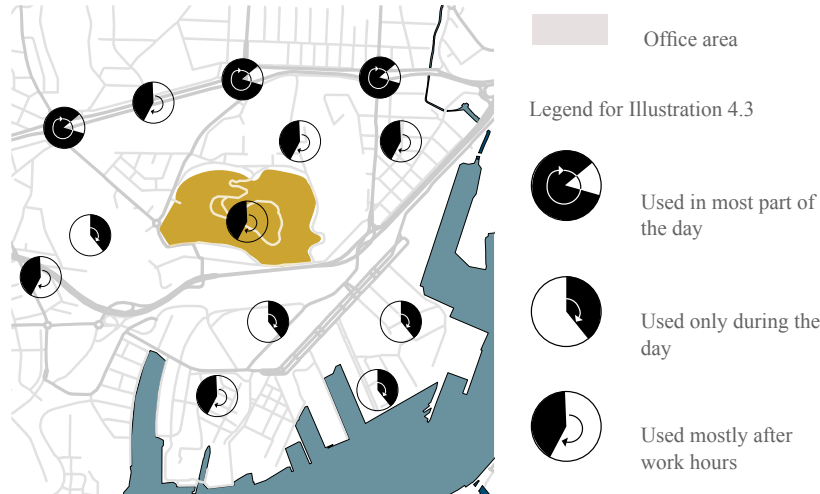 Office area
Legend for Illustration 4.3
Used in most part of
the day
Used only during the
day
Used mostly after
work hours